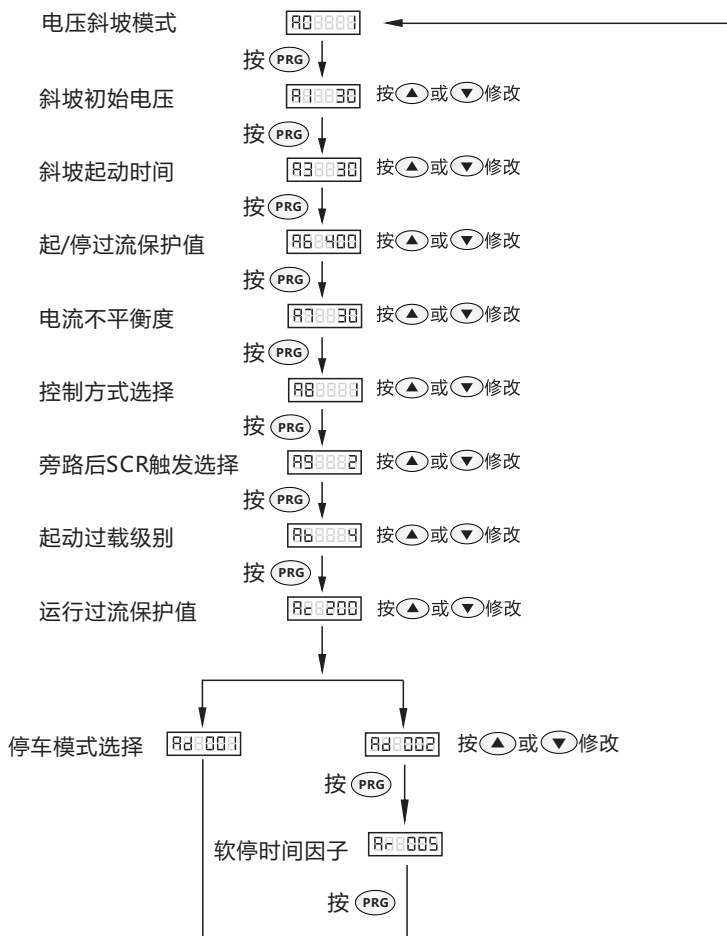 电压斜坡模式 A0 1
按 PRG
斜坡初始电压 A1 30 按▲或▼修改
按 PRG
斜坡起动时间 A3 30 按▲或▼修改
按 PRG
起/停过流保护值 A6 400 按▲或▼修改
按 PRG
电流不平衡度 A7 30 按▲或▼修改
按 PRG
控制方式选择 A8 1 按▲或▼修改
按 PRG
旁路后SCR触发选择 A9 2 按▲或▼修改
按 PRG
起动过载级别 Ab 4 按▲或▼修改
按 PRG
运行过流保护值 Ac 200 按▲或▼修改
停车模式选择 Ad 001 Ad 002 按▲或▼修改
按 PRG
软停时间因子 Ar 005
按 PRG